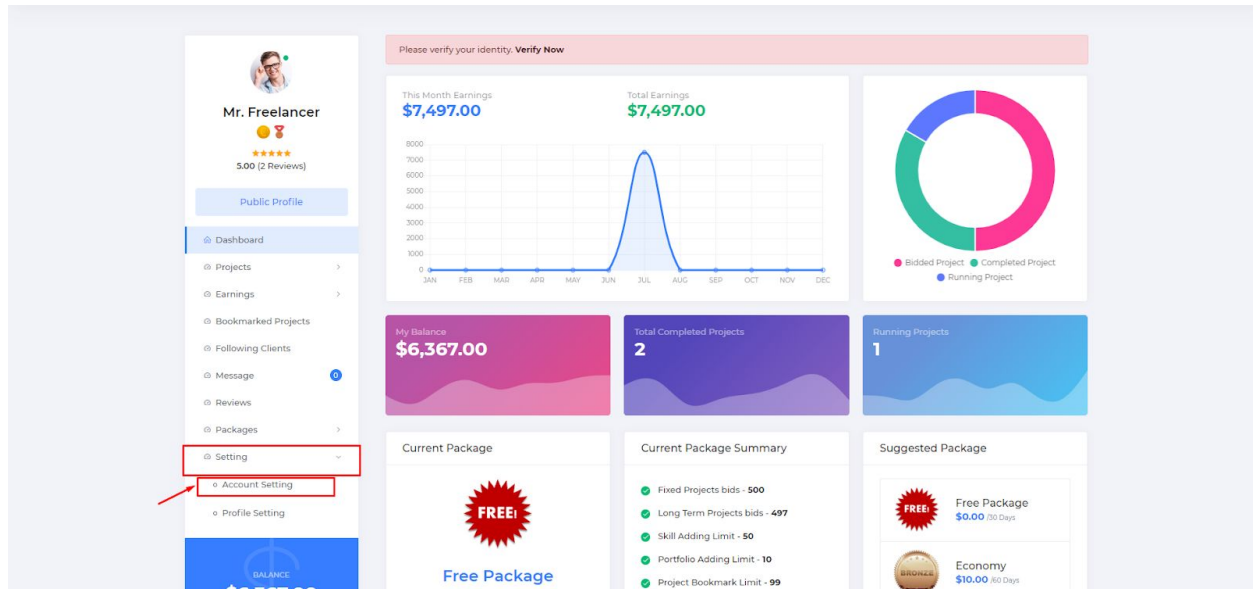 Mr. Freelancer
5.00 (2 Reviews)
Public Profile
Dashboard
Projects
Earnings
Bookmarked Projects
Following Clients
Message 0
Reviews
Packages
Setting
Account Setting
Profile Setting
BALANCE
Please verify your identity. Verify Now
This Month Earnings
$7,497.00
Total Earnings
$7,497.00
8000
7000
6000
5000
4000
3000
2000
1000
0
JAN FEB MAR APR MAY JUN JUL AUG SEP OCT NOV DEC
Bidded Project Completed Project
Running Project
My Balance
$6,367.00
Total Completed Projects
2
Running Projects
1
Current Package
FREE!
Free Package
Current Package Summary
Fixed Projects bids - 500
Long Term Projects bids - 497
Skill Adding Limit - 50
Portfolio Adding Limit - 10
Project Bookmark Limit - 99
Suggested Package
FREE!
Free Package
$0.00 /30 Days
BRONZE
Economy
$10.00 /60 Days